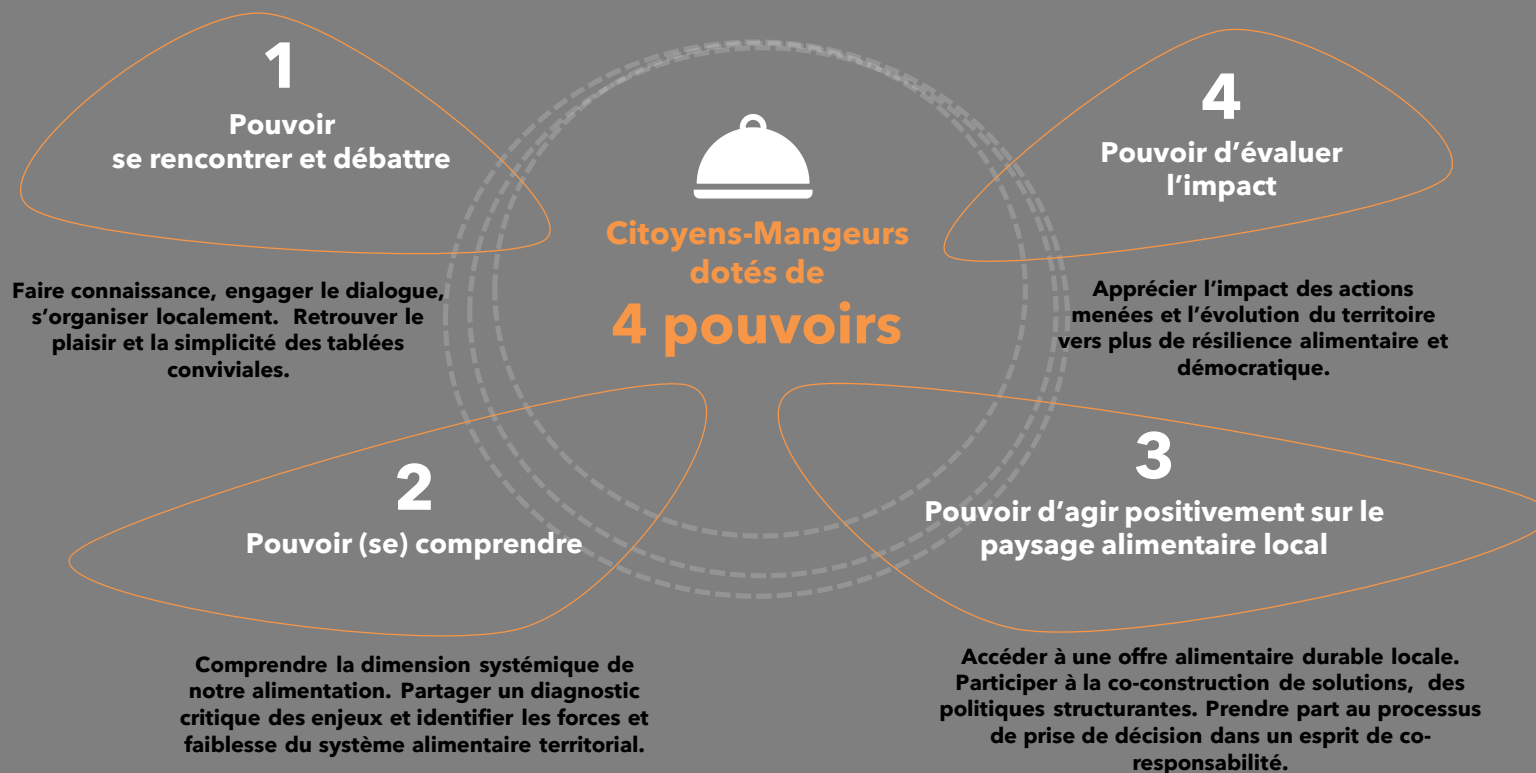 Citoyens-Mangeurs
dotés de
4 pouvoirs
1
Pouvoir
se rencontrer et débattre
Faire connaissance, engager le dialogue,
s’organiser localement. Retrouver le
plaisir et la simplicité des tablées
conviviales.
2
Pouvoir (se) comprendre
Comprendre la dimension systémique de
notre alimentation. Partager un diagnostic
critique des enjeux et identifier les forces et
faiblesse du système alimentaire territorial.
3
Pouvoir d’agir positivement sur le
paysage alimentaire local
Accéder à une offre alimentaire durable locale.
Participer à la co-construction de solutions, des
politiques structurantes. Prendre part au processus
de prise de décision dans un esprit de co-
responsabilité.
4
Pouvoir d’évaluer
l’impact
Apprécier l’impact des actions
menées et l’évolution du territoire
vers plus de résilience alimentaire et
démocratique.